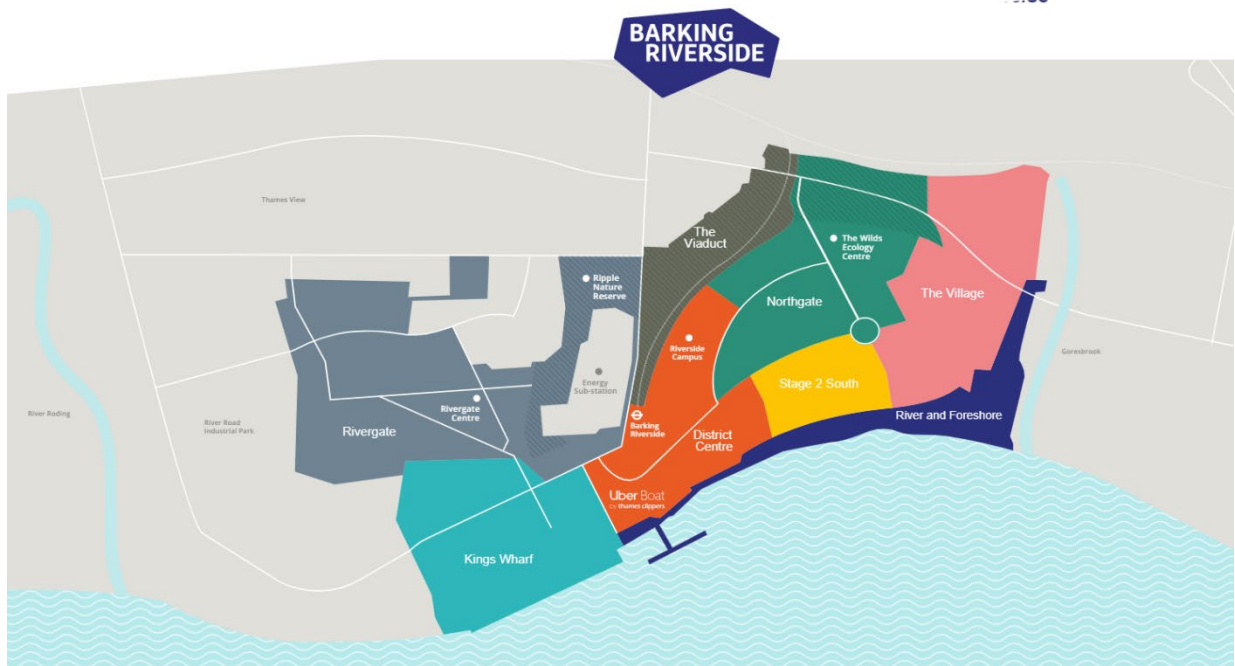 BARKING
RIVERSIDE
Thames View
The
Viaduct
The Wilds
Ecology
Centre
Ripple
Nature
Reserve
Northgate
The Village
Riverside
Campus
Goresbrook
Energy
Sub-station
Stage 2 South
River Roding
River Road
Industrial Park
Rivergate
Centre
Rivergate
Barking
Riverside
District
Centre
River and Foreshore
Uber Boat
by thames clippers
Kings Wharf